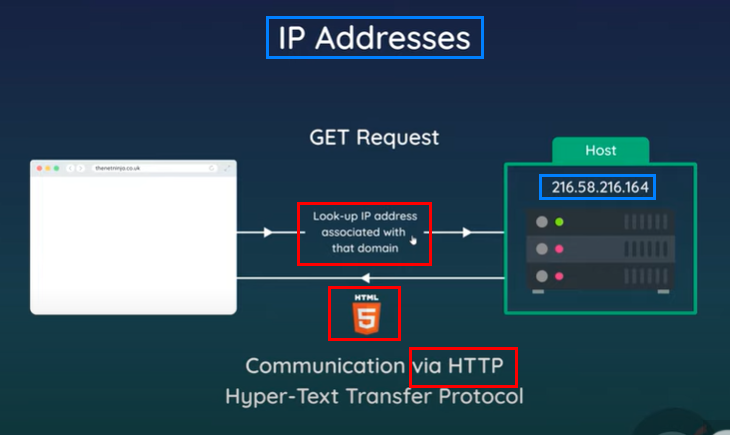 IP Addresses
GET Request
Host
thenetninja.co.uk
216.58.216.164
Look-up IP address
associated with
that domain
HTML
5
Communication via HTTP
Hyper-Text Transfer Protocol